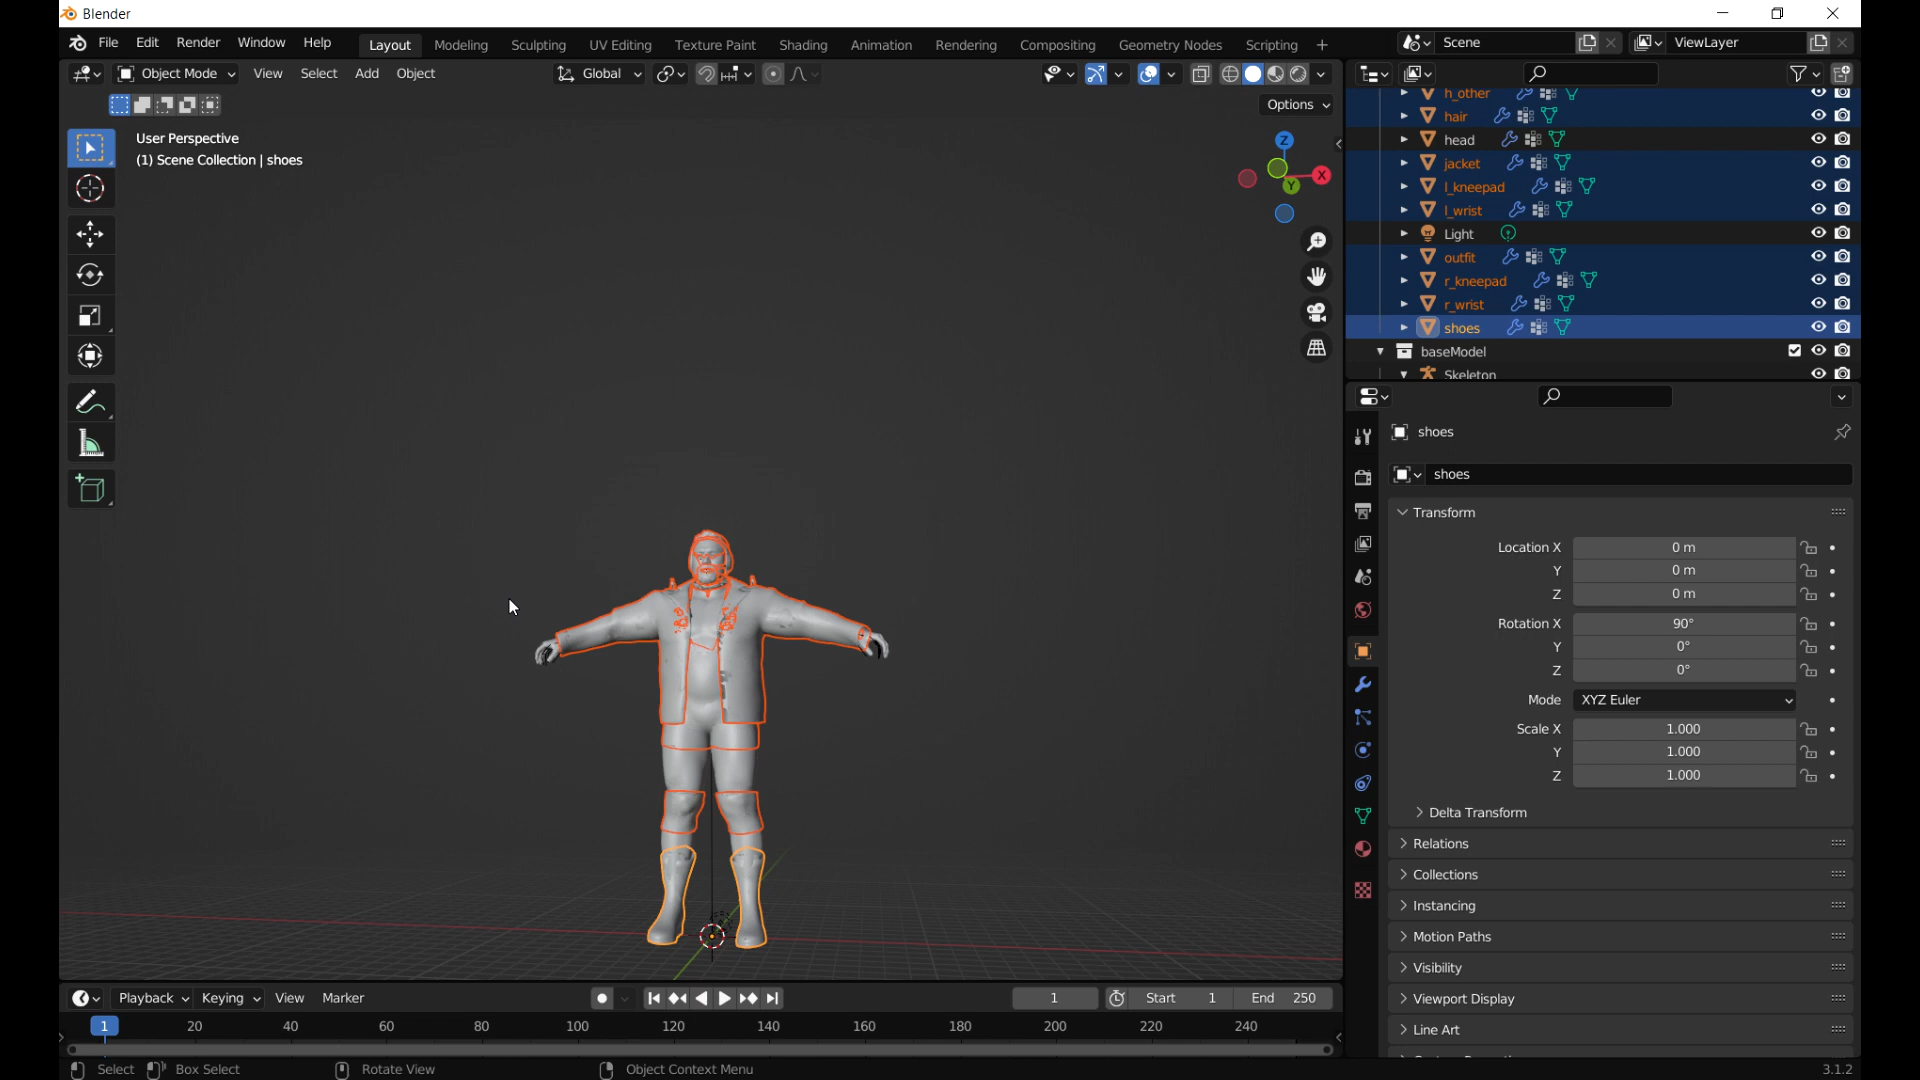 Blender
File Edit Render Window Help Layout Modeling Sculpting UV Editing Texture Paint Shading Animation Rendering Compositing Geometry Nodes Scripting + Scene ViewLayer
Object Mode View Select Add Object Global
Options
User Perspective
(1) Scene Collection | shoes
Z
X
Y
h_other
hair
head
jacket
l_kneepad
l_wrist
Light
outfit
r_kneepad
r_wrist
shoes
baseModel
Skeleton
shoes
shoes
Transform
Location X 0 m
Y 0 m
Z 0 m
Rotation X 90°
Y 0°
Z 0°
Mode XYZ Euler
Scale X 1.000
Y 1.000
Z 1.000
Delta Transform
Relations
Collections
Instancing
Motion Paths
Visibility
Viewport Display
Line Art
Playback Keying View Marker 1 Start 1 End 250
1 20 40 60 80 100 120 140 160 180 200 220 240
Select Box Select Rotate View Object Context Menu 3.1.2